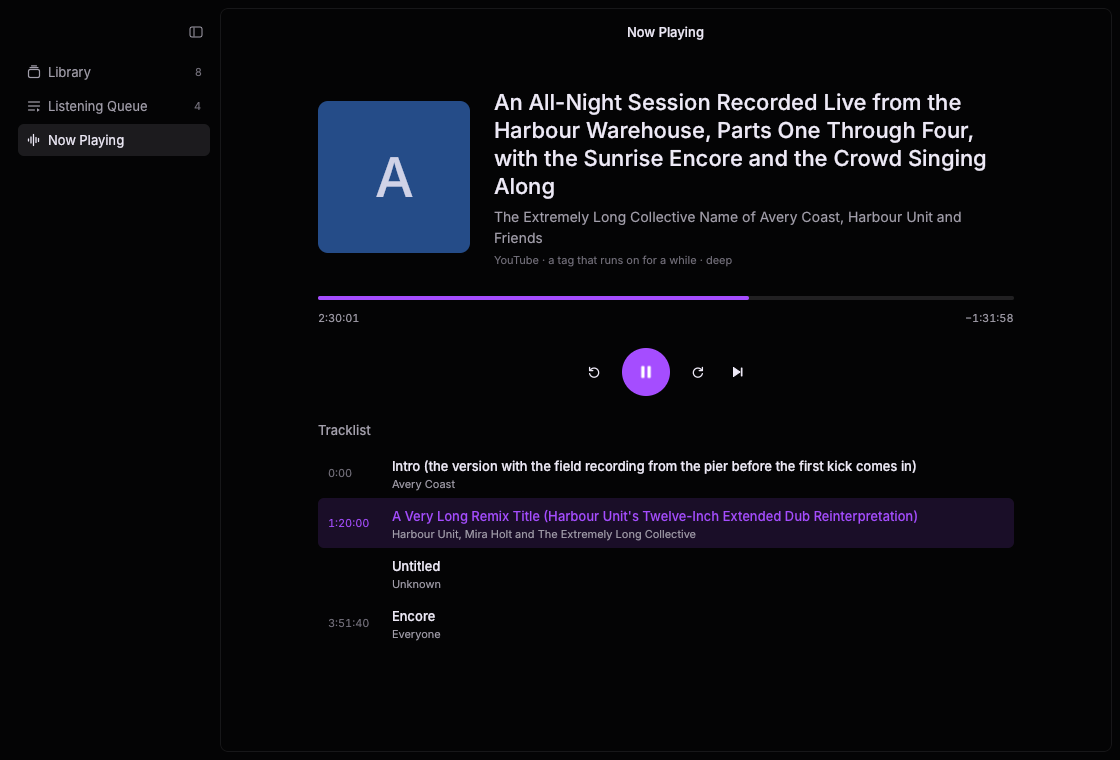 Now Playing
Library 8
Listening Queue 4
Now Playing
A
An All-Night Session Recorded Live from the
Harbour Warehouse, Parts One Through Four,
with the Sunrise Encore and the Crowd Singing
Along
The Extremely Long Collective Name of Avery Coast, Harbour Unit and
Friends
YouTube · a tag that runs on for a while · deep
2:30:01 −1:31:58
Tracklist
0:00 Intro (the version with the field recording from the pier before the first kick comes in)
Avery Coast
1:20:00 A Very Long Remix Title (Harbour Unit's Twelve-Inch Extended Dub Reinterpretation)
Harbour Unit, Mira Holt and The Extremely Long Collective
Untitled
Unknown
3:51:40 Encore
Everyone